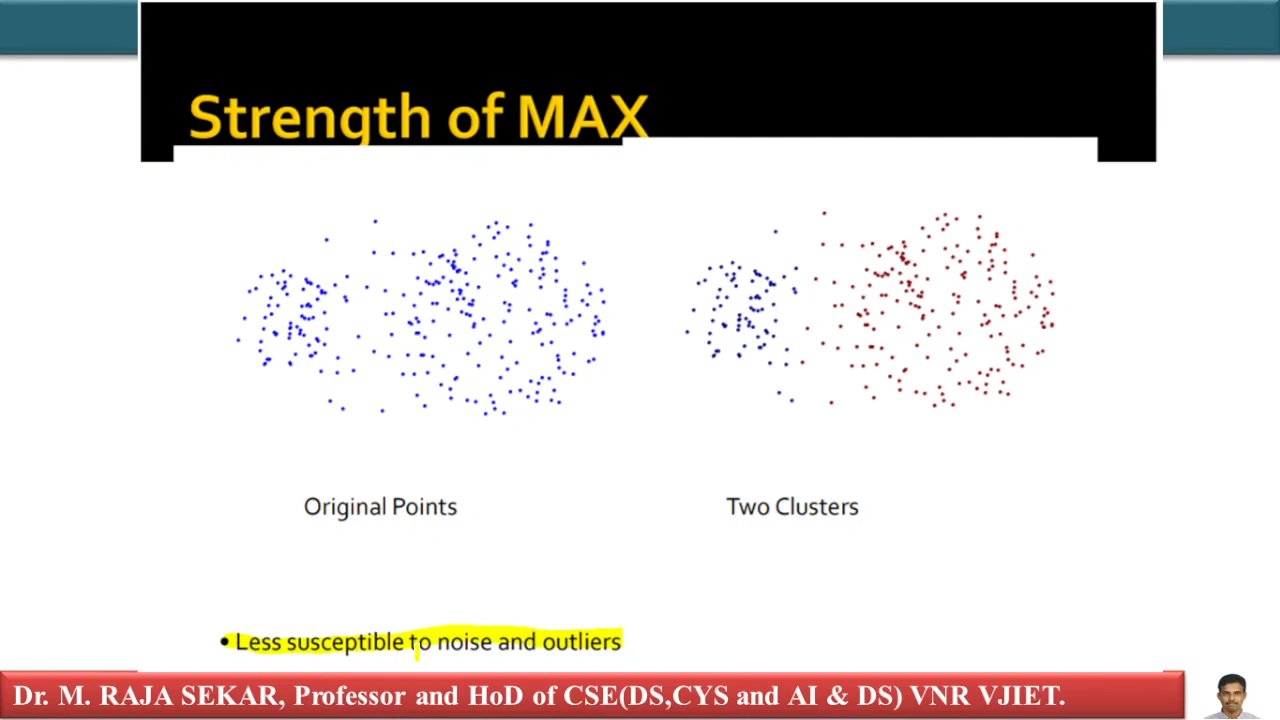 Strength of MAX
Original Points
Two Clusters
• Less susceptible to noise and outliers
Dr. M. RAJA SEKAR, Professor and HoD of CSE(DS,CYS and AI & DS) VNR VJIET.